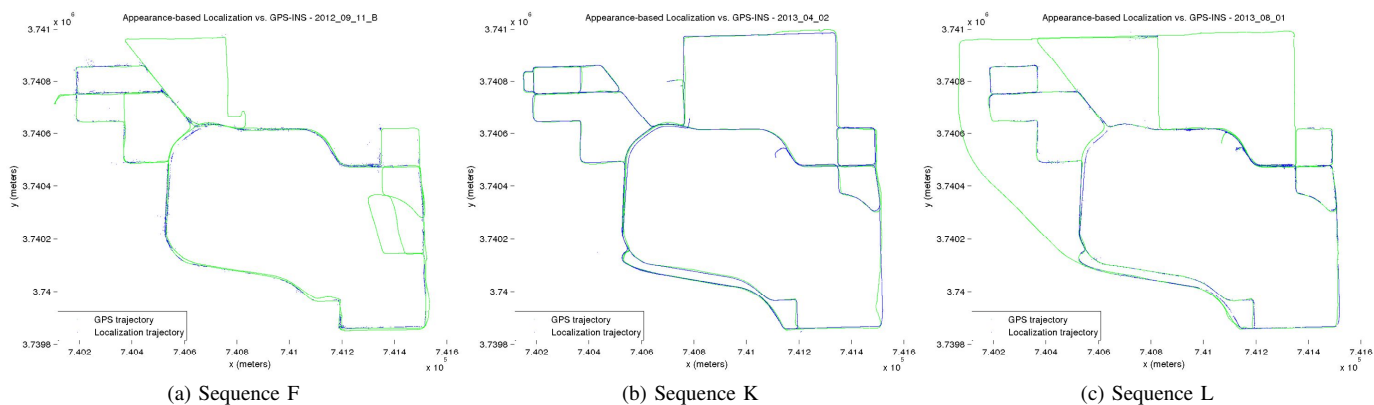 Appearance-based Localization vs. GPS-INS - 2012_09_11_B
x 10^6
3.741
3.7408
3.7406
3.7404
3.7402
3.74
3.7398
y (meters)
GPS trajectory
Localization trajectory
7.402 7.404 7.406 7.408 7.41 7.412 7.414 7.416
x (meters)
x 10^5
(a) Sequence F
Appearance-based Localization vs. GPS-INS - 2013_04_02
x 10^6
3.741
3.7408
3.7406
3.7404
3.7402
3.74
3.7398
y (meters)
GPS trajectory
Localization trajectory
7.402 7.404 7.406 7.408 7.41 7.412 7.414 7.416
x (meters)
x 10^5
(b) Sequence K
Appearance-based Localization vs. GPS-INS - 2013_08_01
x 10^6
3.741
3.7408
3.7406
3.7404
3.7402
3.74
3.7398
y (meters)
GPS trajectory
Localization trajectory
7.402 7.404 7.406 7.408 7.41 7.412 7.414 7.416
x (meters)
x 10^5
(c) Sequence L